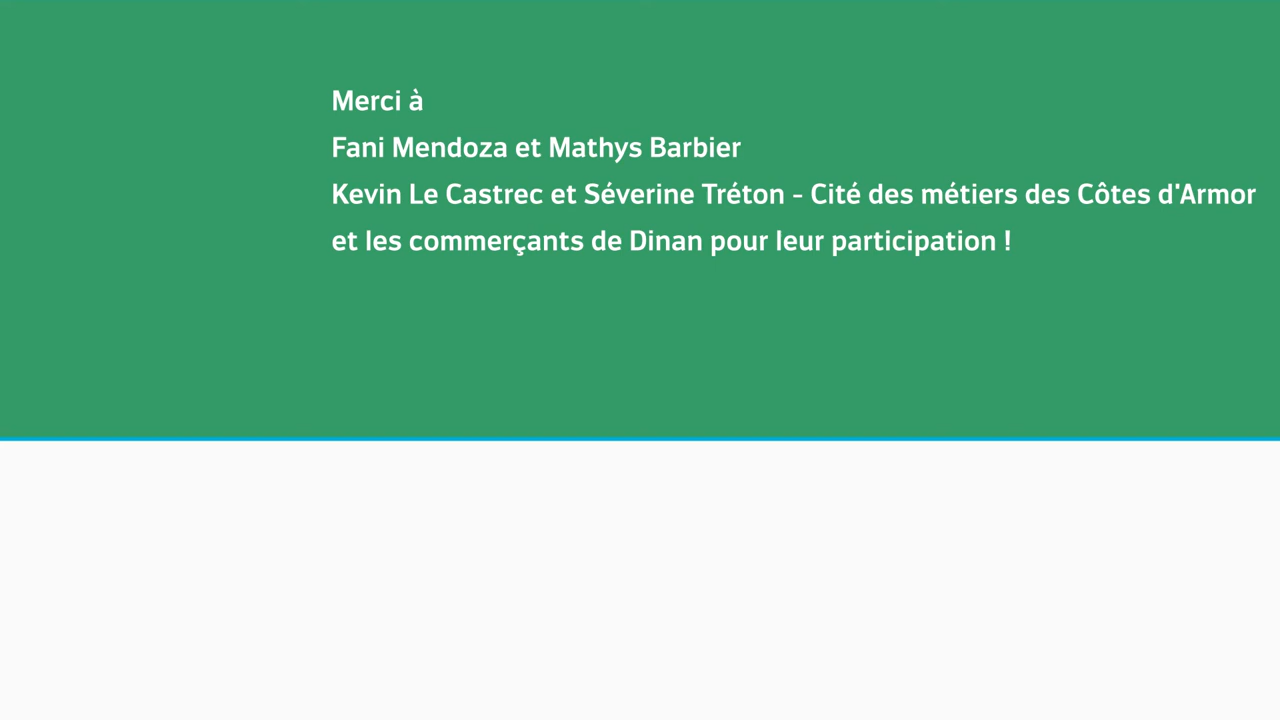 Merci à
Fani Mendoza et Mathys Barbier
Kevin Le Castrec et Séverine Tréton - Cité des métiers des Côtes d'Armor
et les commerçants de Dinan pour leur participation !